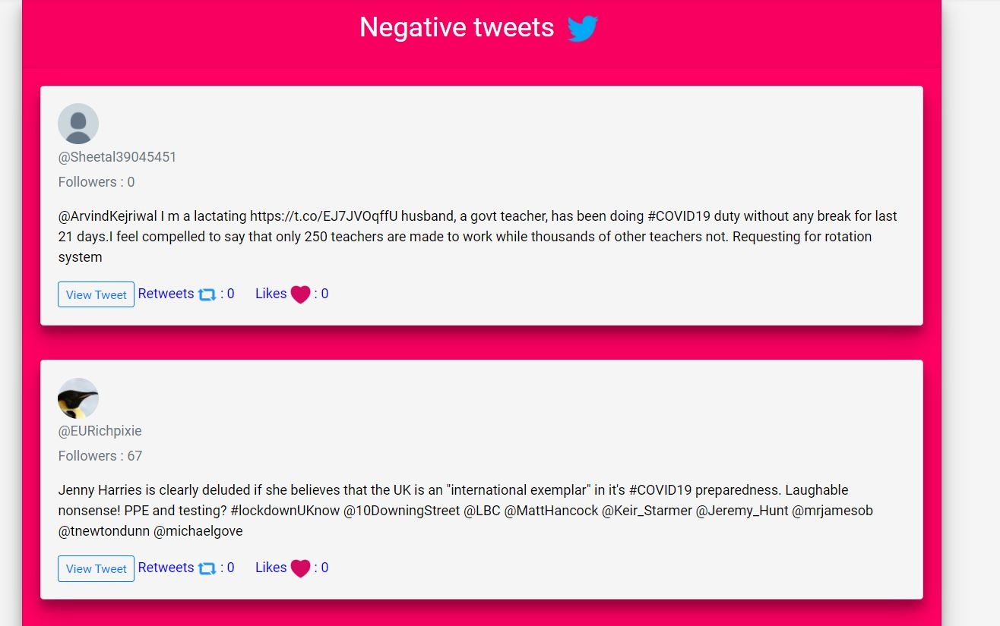 Negative tweets
@Sheetal39045451
Followers : 0
@ArvindKejriwal I m a lactating https://t.co/EJ7JVOqffU husband, a govt teacher, has been doing #COVID19 duty without any break for last
21 days.I feel compelled to say that only 250 teachers are made to work while thousands of other teachers not. Requesting for rotation
system
View Tweet Retweets : 0 Likes : 0
@EURichpixie
Followers : 67
Jenny Harries is clearly deluded if she believes that the UK is an "international exemplar" in it's #COVID19 preparedness. Laughable
nonsense! PPE and testing? #lockdownUKnow @10DowningStreet @LBC @MattHancock @Keir_Starmer @Jeremy_Hunt @mrjamesob
@tnewtondunn @michaelgove
View Tweet Retweets : 0 Likes : 0